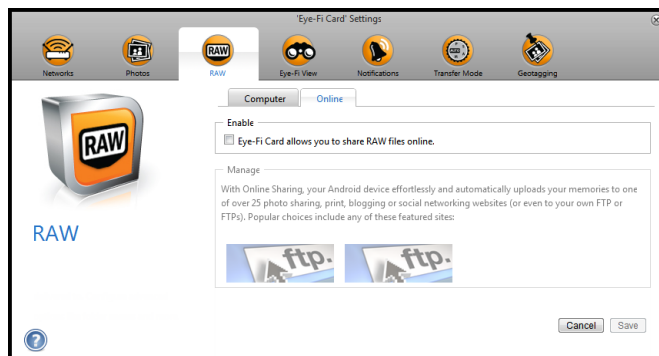 'Eye-Fi Card' Settings
Networks
Photos
RAW
RAW
Eye-Fi View
Notifications
Transfer Mode
Geotagging
RAW
RAW
Computer
Online
Enable
Eye-Fi Card allows you to share RAW files online.
Manage
With Online Sharing, your Android device effortlessly and automatically uploads your memories to one
of over 25 photo sharing, print, blogging or social networking websites (or even to your own FTP or
FTPs). Popular choices include any of these featured sites:
ftp.
ftp.
Cancel
Save
?